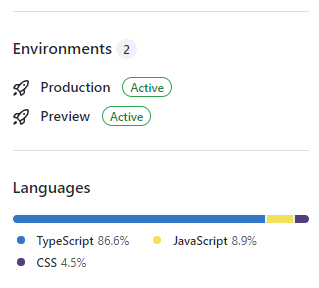 Environments 2
Production Active
Preview Active
Languages
TypeScript 86.6% JavaScript 8.9%
CSS 4.5%